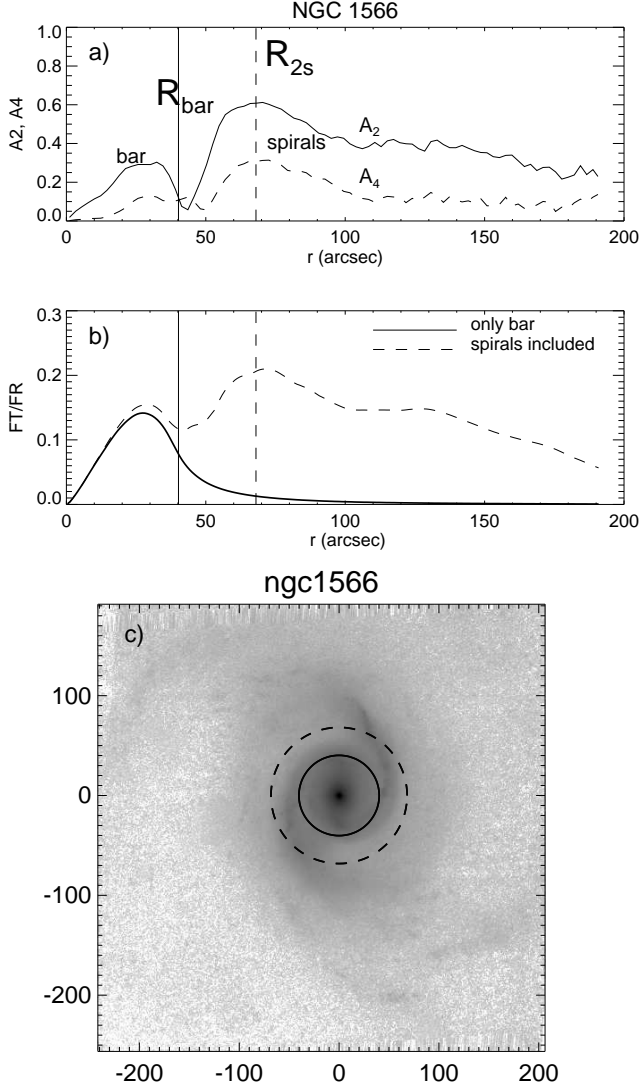 NGC 1566
1.0
0.8
0.6
0.4
0.2
0.0
A2, A4
a)
R_bar
R_2s
bar
spirals
A_2
A_4
0 50 100 150 200
r (arcsec)
0.3
0.2
0.1
0.0
FT/FR
b)
only bar
spirals included
0 50 100 150 200
r (arcsec)
ngc1566
c)
100
0
-100
-200
-200 -100 0 100 200